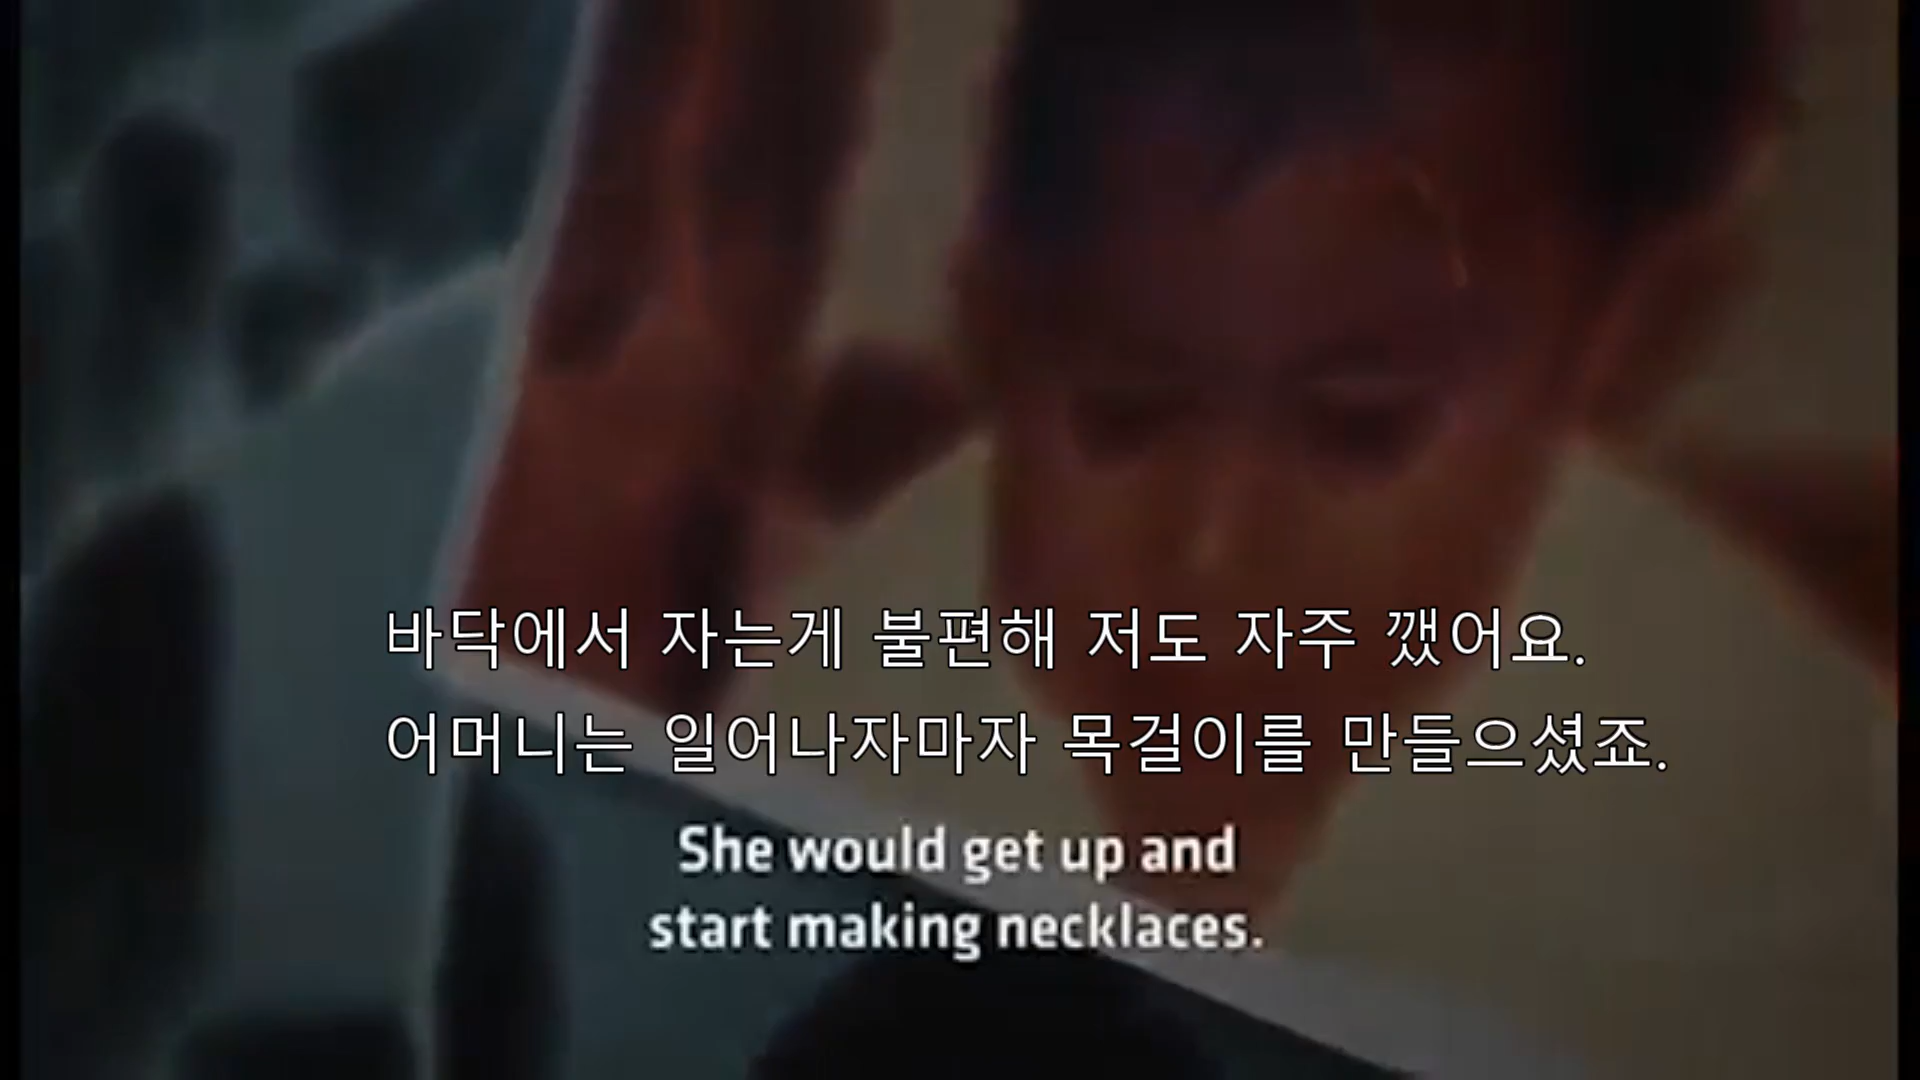 바닥에서 자는게 불편해 저도 자주 깼어요.
어머니는 일어나자마자 목걸이를 만들으셨죠.
She would get up and
start making necklaces.